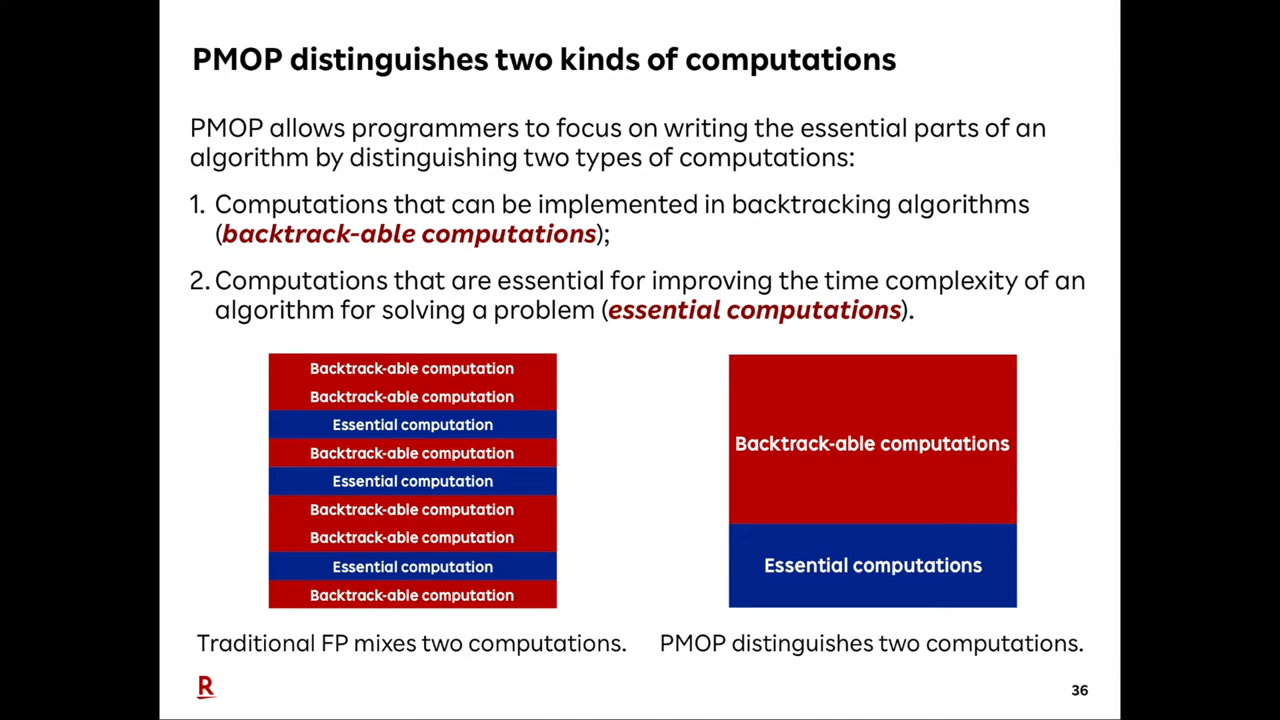 PMOP distinguishes two kinds of computations
PMOP allows programmers to focus on writing the essential parts of an
algorithm by distinguishing two types of computations:
1. Computations that can be implemented in backtracking algorithms
(backtrack-able computations);
2. Computations that are essential for improving the time complexity of an
algorithm for solving a problem (essential computations).
Backtrack-able computation
Backtrack-able computation
Essential computation
Backtrack-able computation
Essential computation
Backtrack-able computation
Backtrack-able computation
Essential computation
Backtrack-able computation
Traditional FP mixes two computations.
Backtrack-able computations
Essential computations
PMOP distinguishes two computations.
R
36